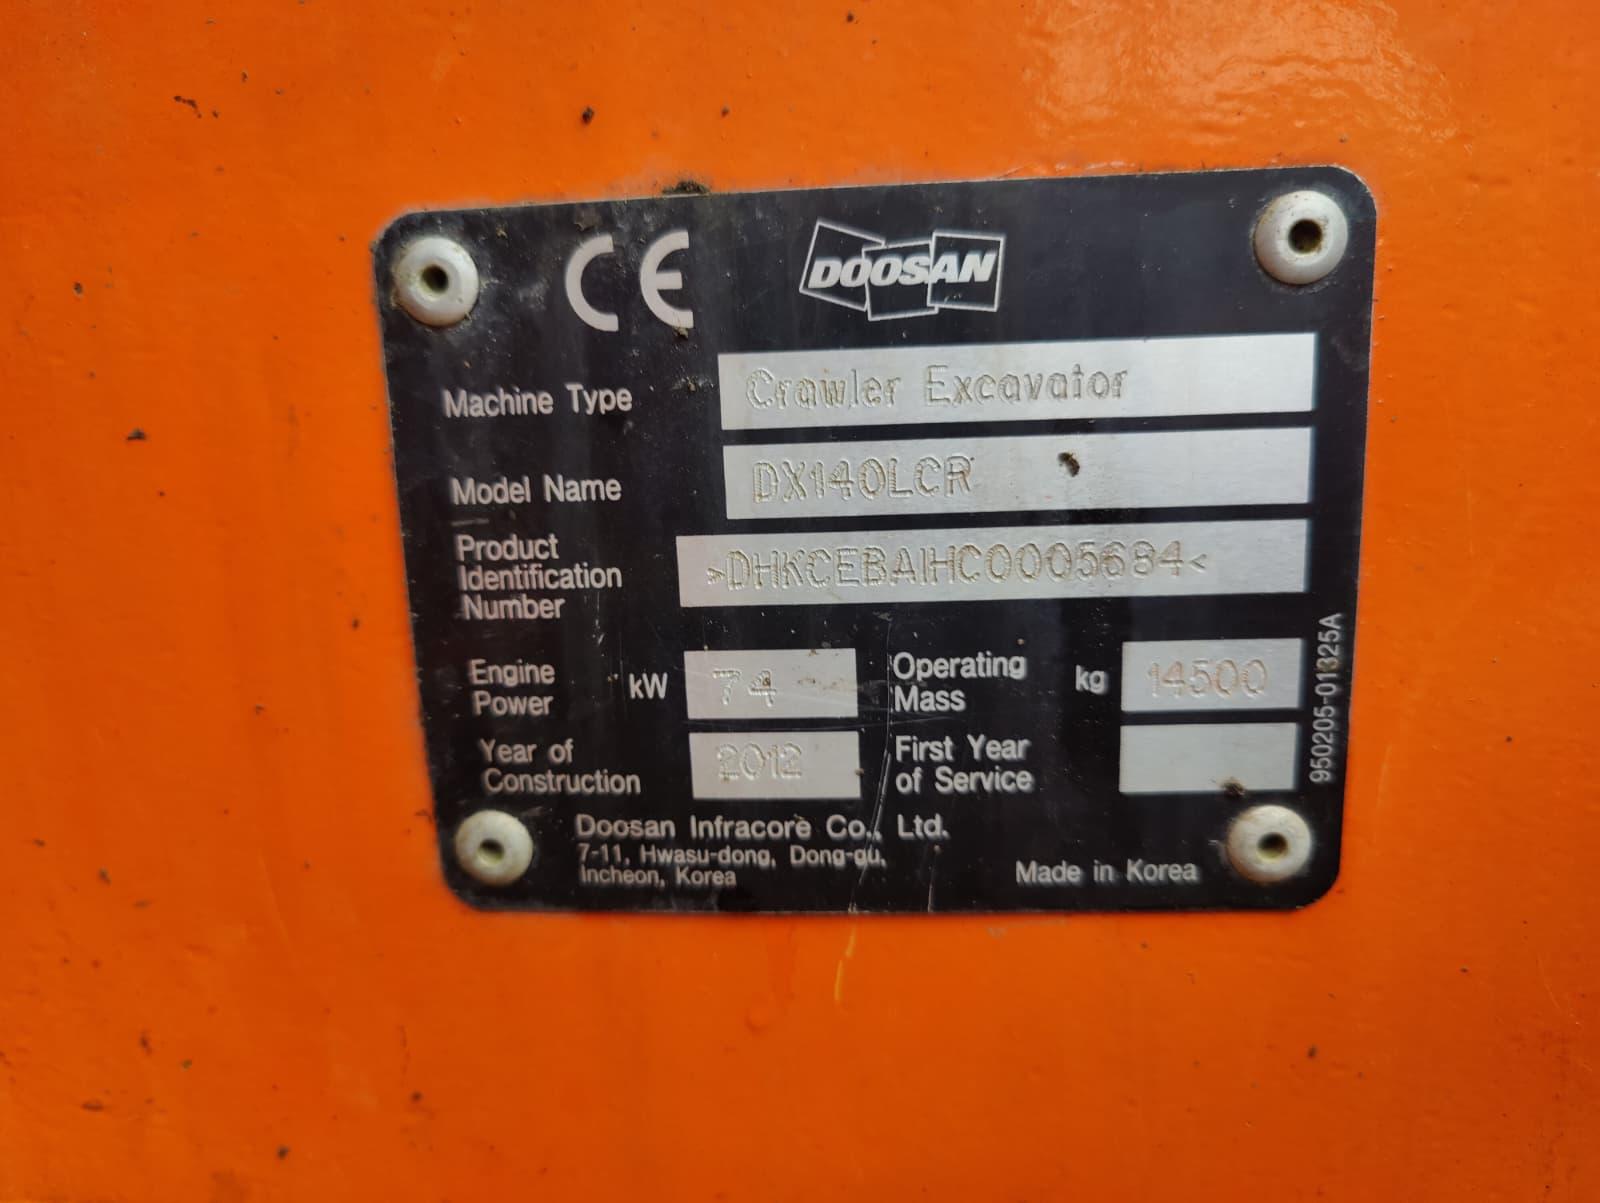 CE DOOSAN
Machine Type Crawler Excavator
Model Name DX140LCR
Product
Identification
Number >DHKCEBAIHC0005684<
Engine
Power kW 74
Operating
Mass kg 14500
Year of
Construction 2012
First Year
of Service
Doosan Infracore Co., Ltd.
7-11, Hwasu-dong, Dong-gu,
Incheon, Korea
Made in Korea
950205-01325A